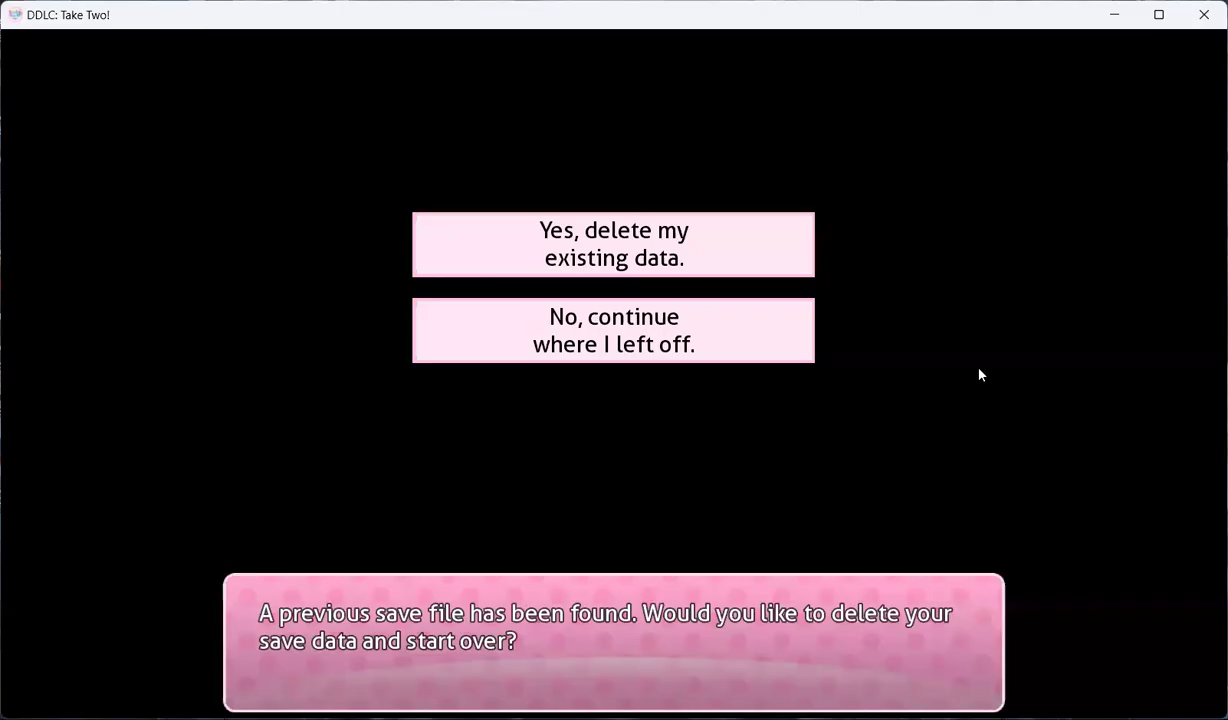 DDLC: Take Two!
Yes, delete my
existing data.
No, continue
where I left off.
A previous save file has been found. Would you like to delete your
save data and start over?